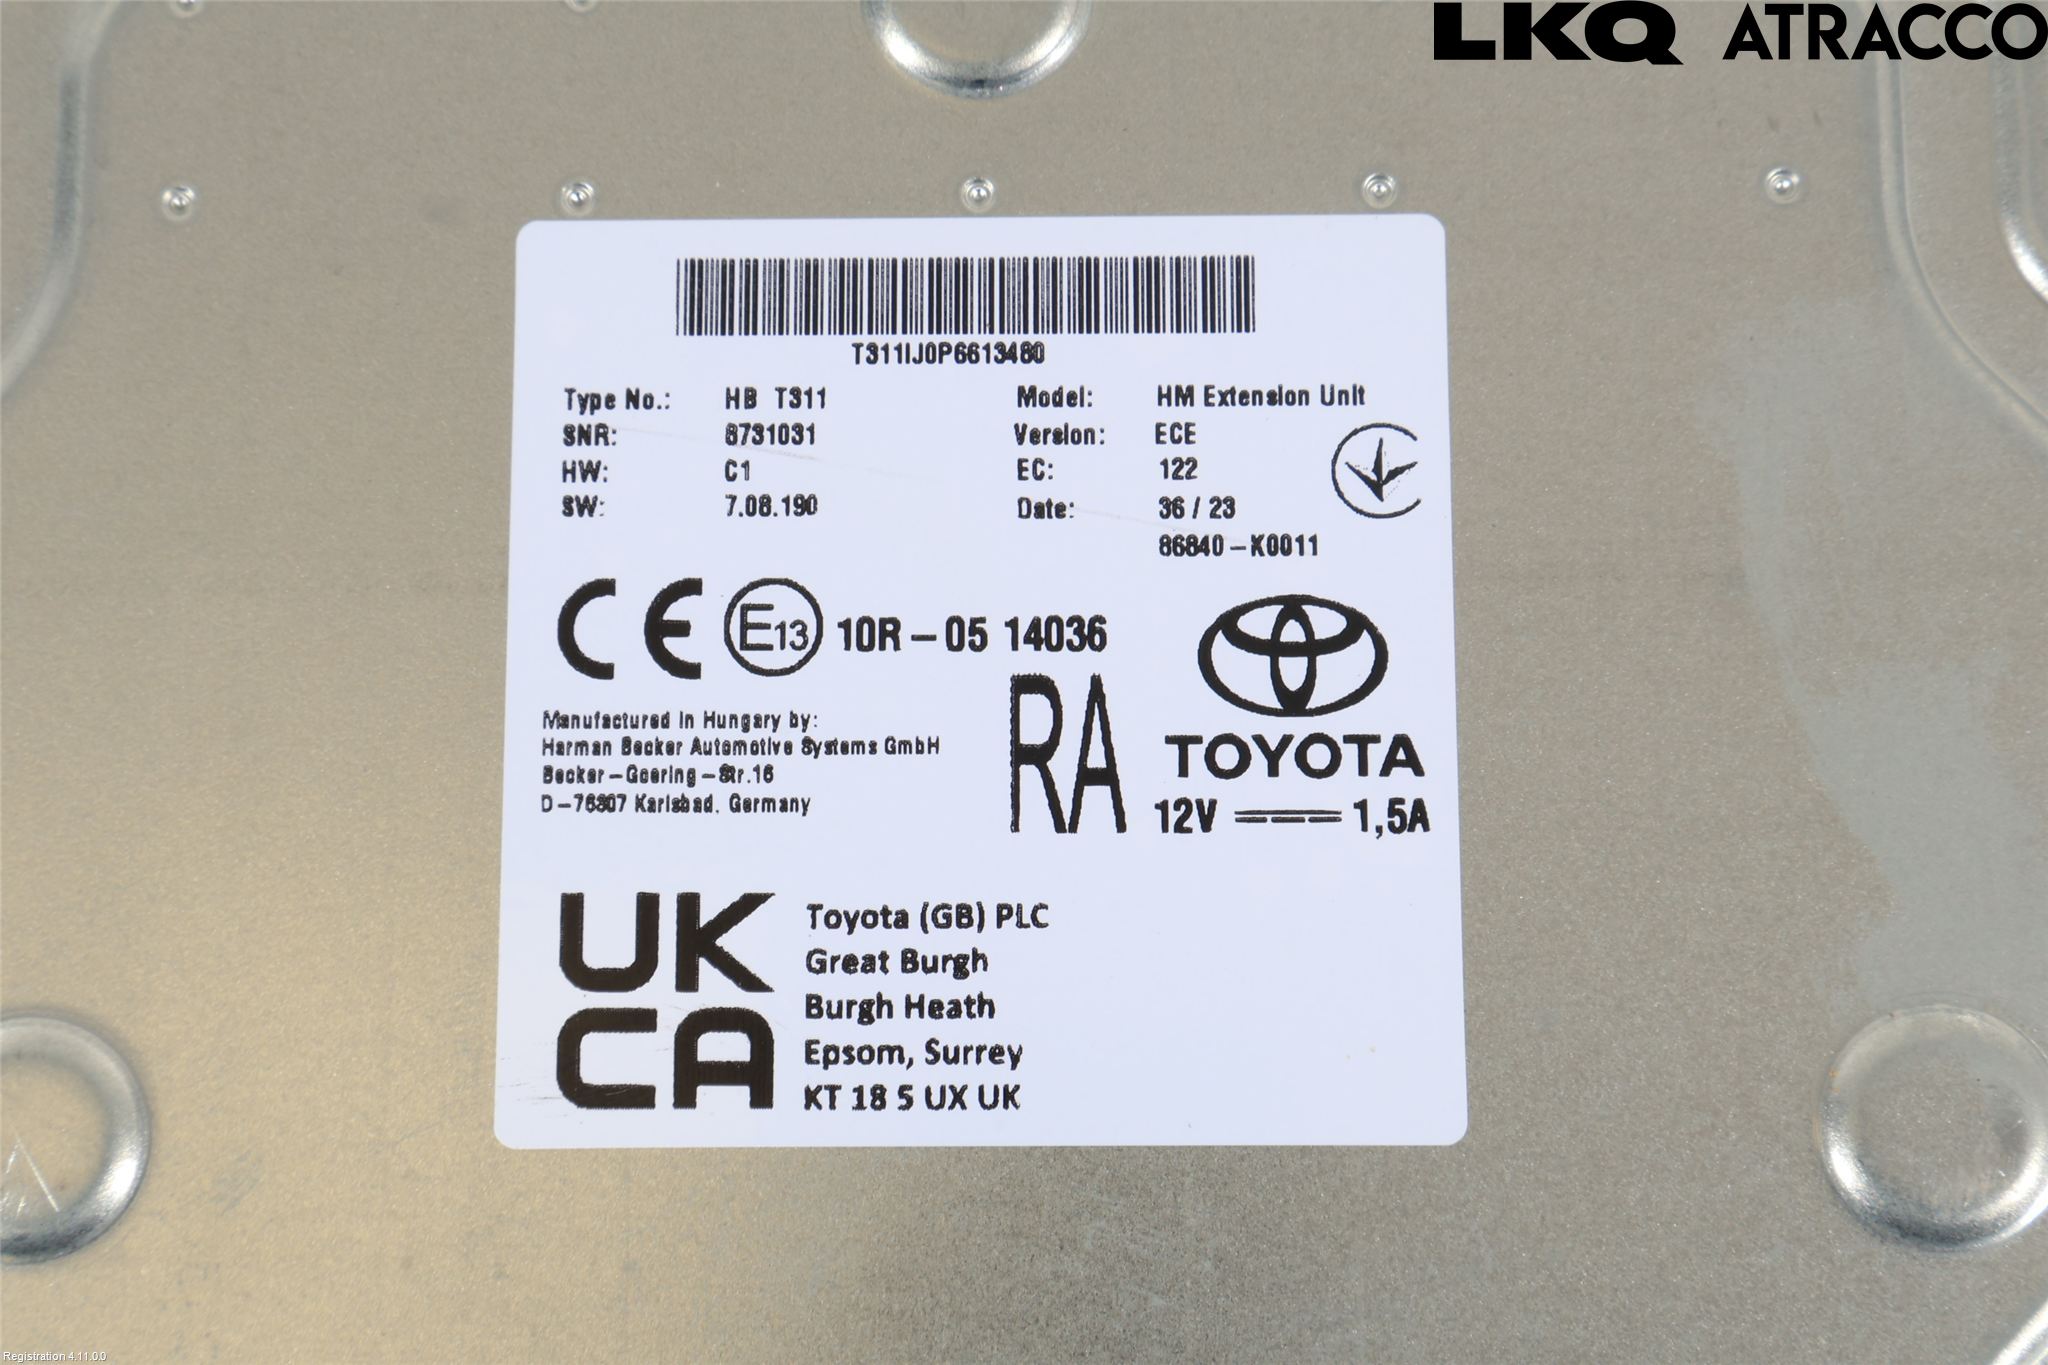 LKQ ATRACCO
T311IJ0P6613480
Type No.: HB T311 Model: HM Extension Unit
SNR: 8731031 Version: ECE
HW: C1 EC: 122
SW: 7.08.190 Date: 36 / 23
86840-K0011
CE E13 10R-05 14036
Manufactured in Hungary by:
Harman Becker Automotive Systems GmbH
Becker-Goering-Str.16
D-76307 Karlsbad, Germany
RA
TOYOTA
12V 1,5A
UK
CA
Toyota (GB) PLC
Great Burgh
Burgh Heath
Epsom, Surrey
KT 18 5 UX UK
Registration 4.11.0.0